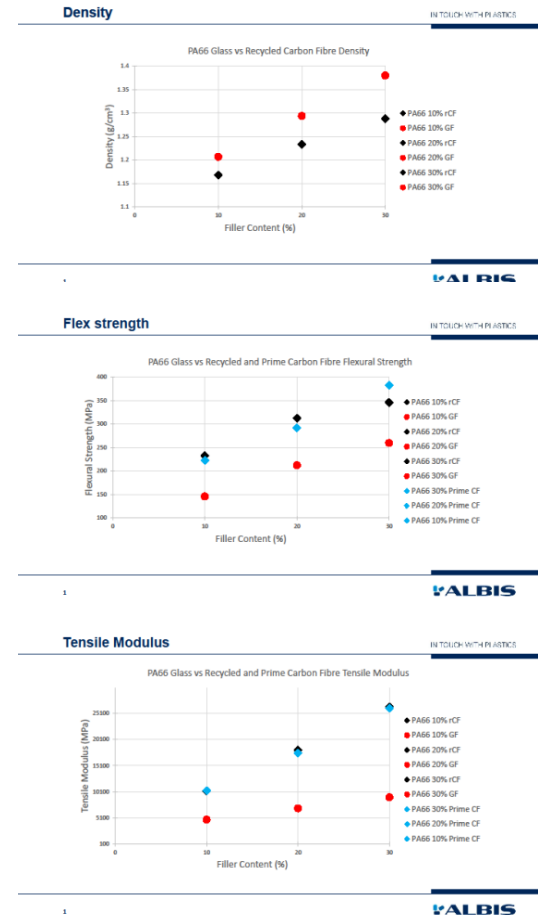 Density
IN TOUCH WITH PLASTICS
PA66 Glass vs Recycled Carbon Fibre Density
Density (g/cm³)
1.4
1.35
1.3
1.25
1.2
1.15
1.1
0
10
20
30
Filler Content (%)
PA66 10% rCF
PA66 10% GF
PA66 20% rCF
PA66 20% GF
PA66 30% rCF
PA66 30% GF
ALBIS
Flex strength
IN TOUCH WITH PLASTICS
PA66 Glass vs Recycled and Prime Carbon Fibre Flexural Strength
Flexural Strength (MPa)
400
350
300
250
200
150
100
0
10
20
30
Filler Content (%)
PA66 10% rCF
PA66 10% GF
PA66 20% rCF
PA66 20% GF
PA66 30% rCF
PA66 30% GF
PA66 30% Prime CF
PA66 20% Prime CF
PA66 10% Prime CF
1
ALBIS
Tensile Modulus
IN TOUCH WITH PLASTICS
PA66 Glass vs Recycled and Prime Carbon Fibre Tensile Modulus
Tensile Modulus (MPa)
25100
20100
15100
10100
5100
100
0
10
20
30
Filler Content (%)
PA66 10% rCF
PA66 10% GF
PA66 20% rCF
PA66 20% GF
PA66 30% rCF
PA66 30% GF
PA66 30% Prime CF
PA66 20% Prime CF
PA66 10% Prime CF
1
ALBIS